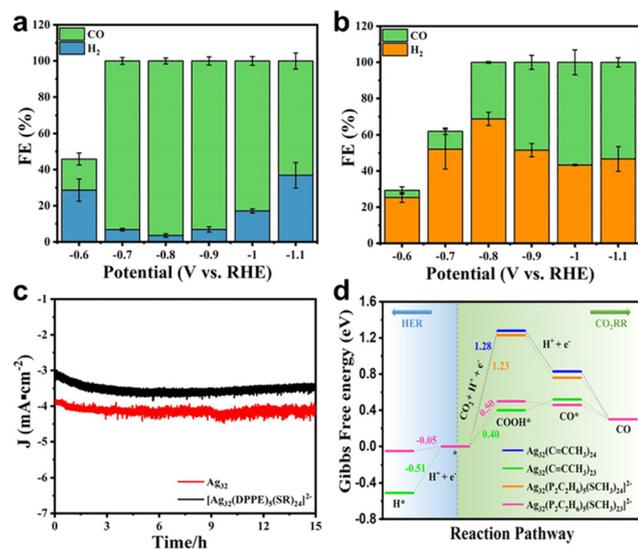 a
CO
H₂
FE (%)
120
100
80
60
40
20
0
-0.6
-0.7
-0.8
-0.9
-1
-1.1
Potential (V vs. RHE)
b
CO
H₂
FE (%)
120
100
80
60
40
20
0
-0.6
-0.7
-0.8
-0.9
-1
-1.1
Potential (V vs. RHE)
c
J (mA▪cm⁻²)
-1
-2
-3
-4
-5
-6
-7
Ag₃₂
[Ag₃₂(DPPE)₅(SR)₂₄]²⁻
0
3
6
9
12
15
Time/h
d
Gibbs Free energy (eV)
1.6
1.2
0.8
0.4
0.0
-0.4
-0.8
HER
CO₂RR
1.28
1.23
H⁺ + e⁻
CO₂ + H⁺ + e⁻
0.50
0.40
COOH*
CO*
CO
-0.05
*
-0.51
H⁺ + e⁻
H*
Ag₃₂(C≡CCH₃)₂₄
Ag₃₂(C≡CCH₃)₂₃
Ag₃₂(P₂C₂H₆)₅(SCH₃)₂₄]²⁻
Ag₃₂(P₂C₂H₆)₅(SCH₃)₂₃]²⁻
Reaction Pathway